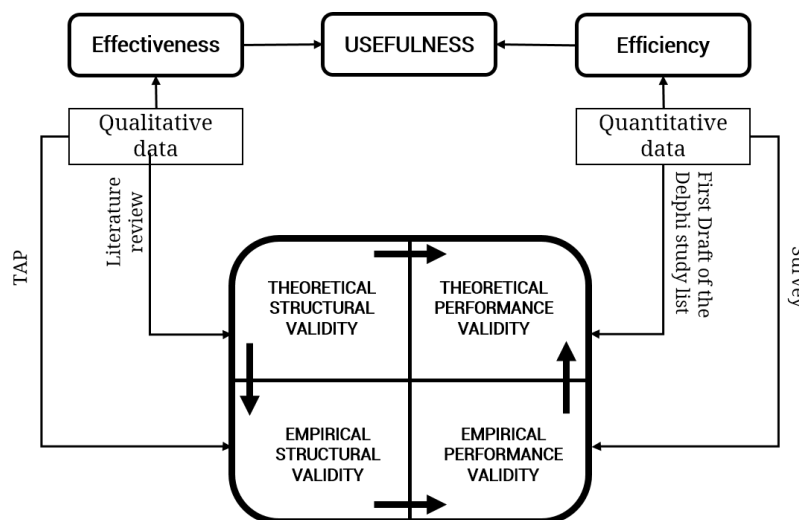 Effectiveness
USEFULNESS
Efficiency
Qualitative
data
Quantitative
data
TAP
Literature
review
First Draft of the
Delphi study list
Survey
THEORETICAL
STRUCTURAL
VALIDITY
THEORETICAL
PERFORMANCE
VALIDITY
EMPIRICAL
STRUCTURAL
VALIDITY
EMPIRICAL
PERFORMANCE
VALIDITY